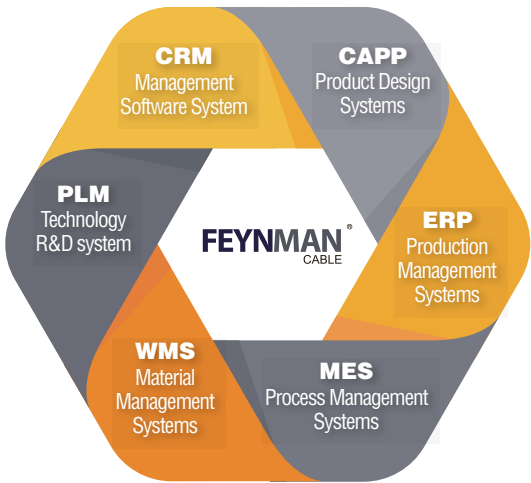 CRM
Management
Software System
CAPP
Product Design
Systems
PLM
Technology
R&D system
FEYNMAN®
CABLE
ERP
Production
Management
Systems
WMS
Material
Management
Systems
MES
Process Management
Systems